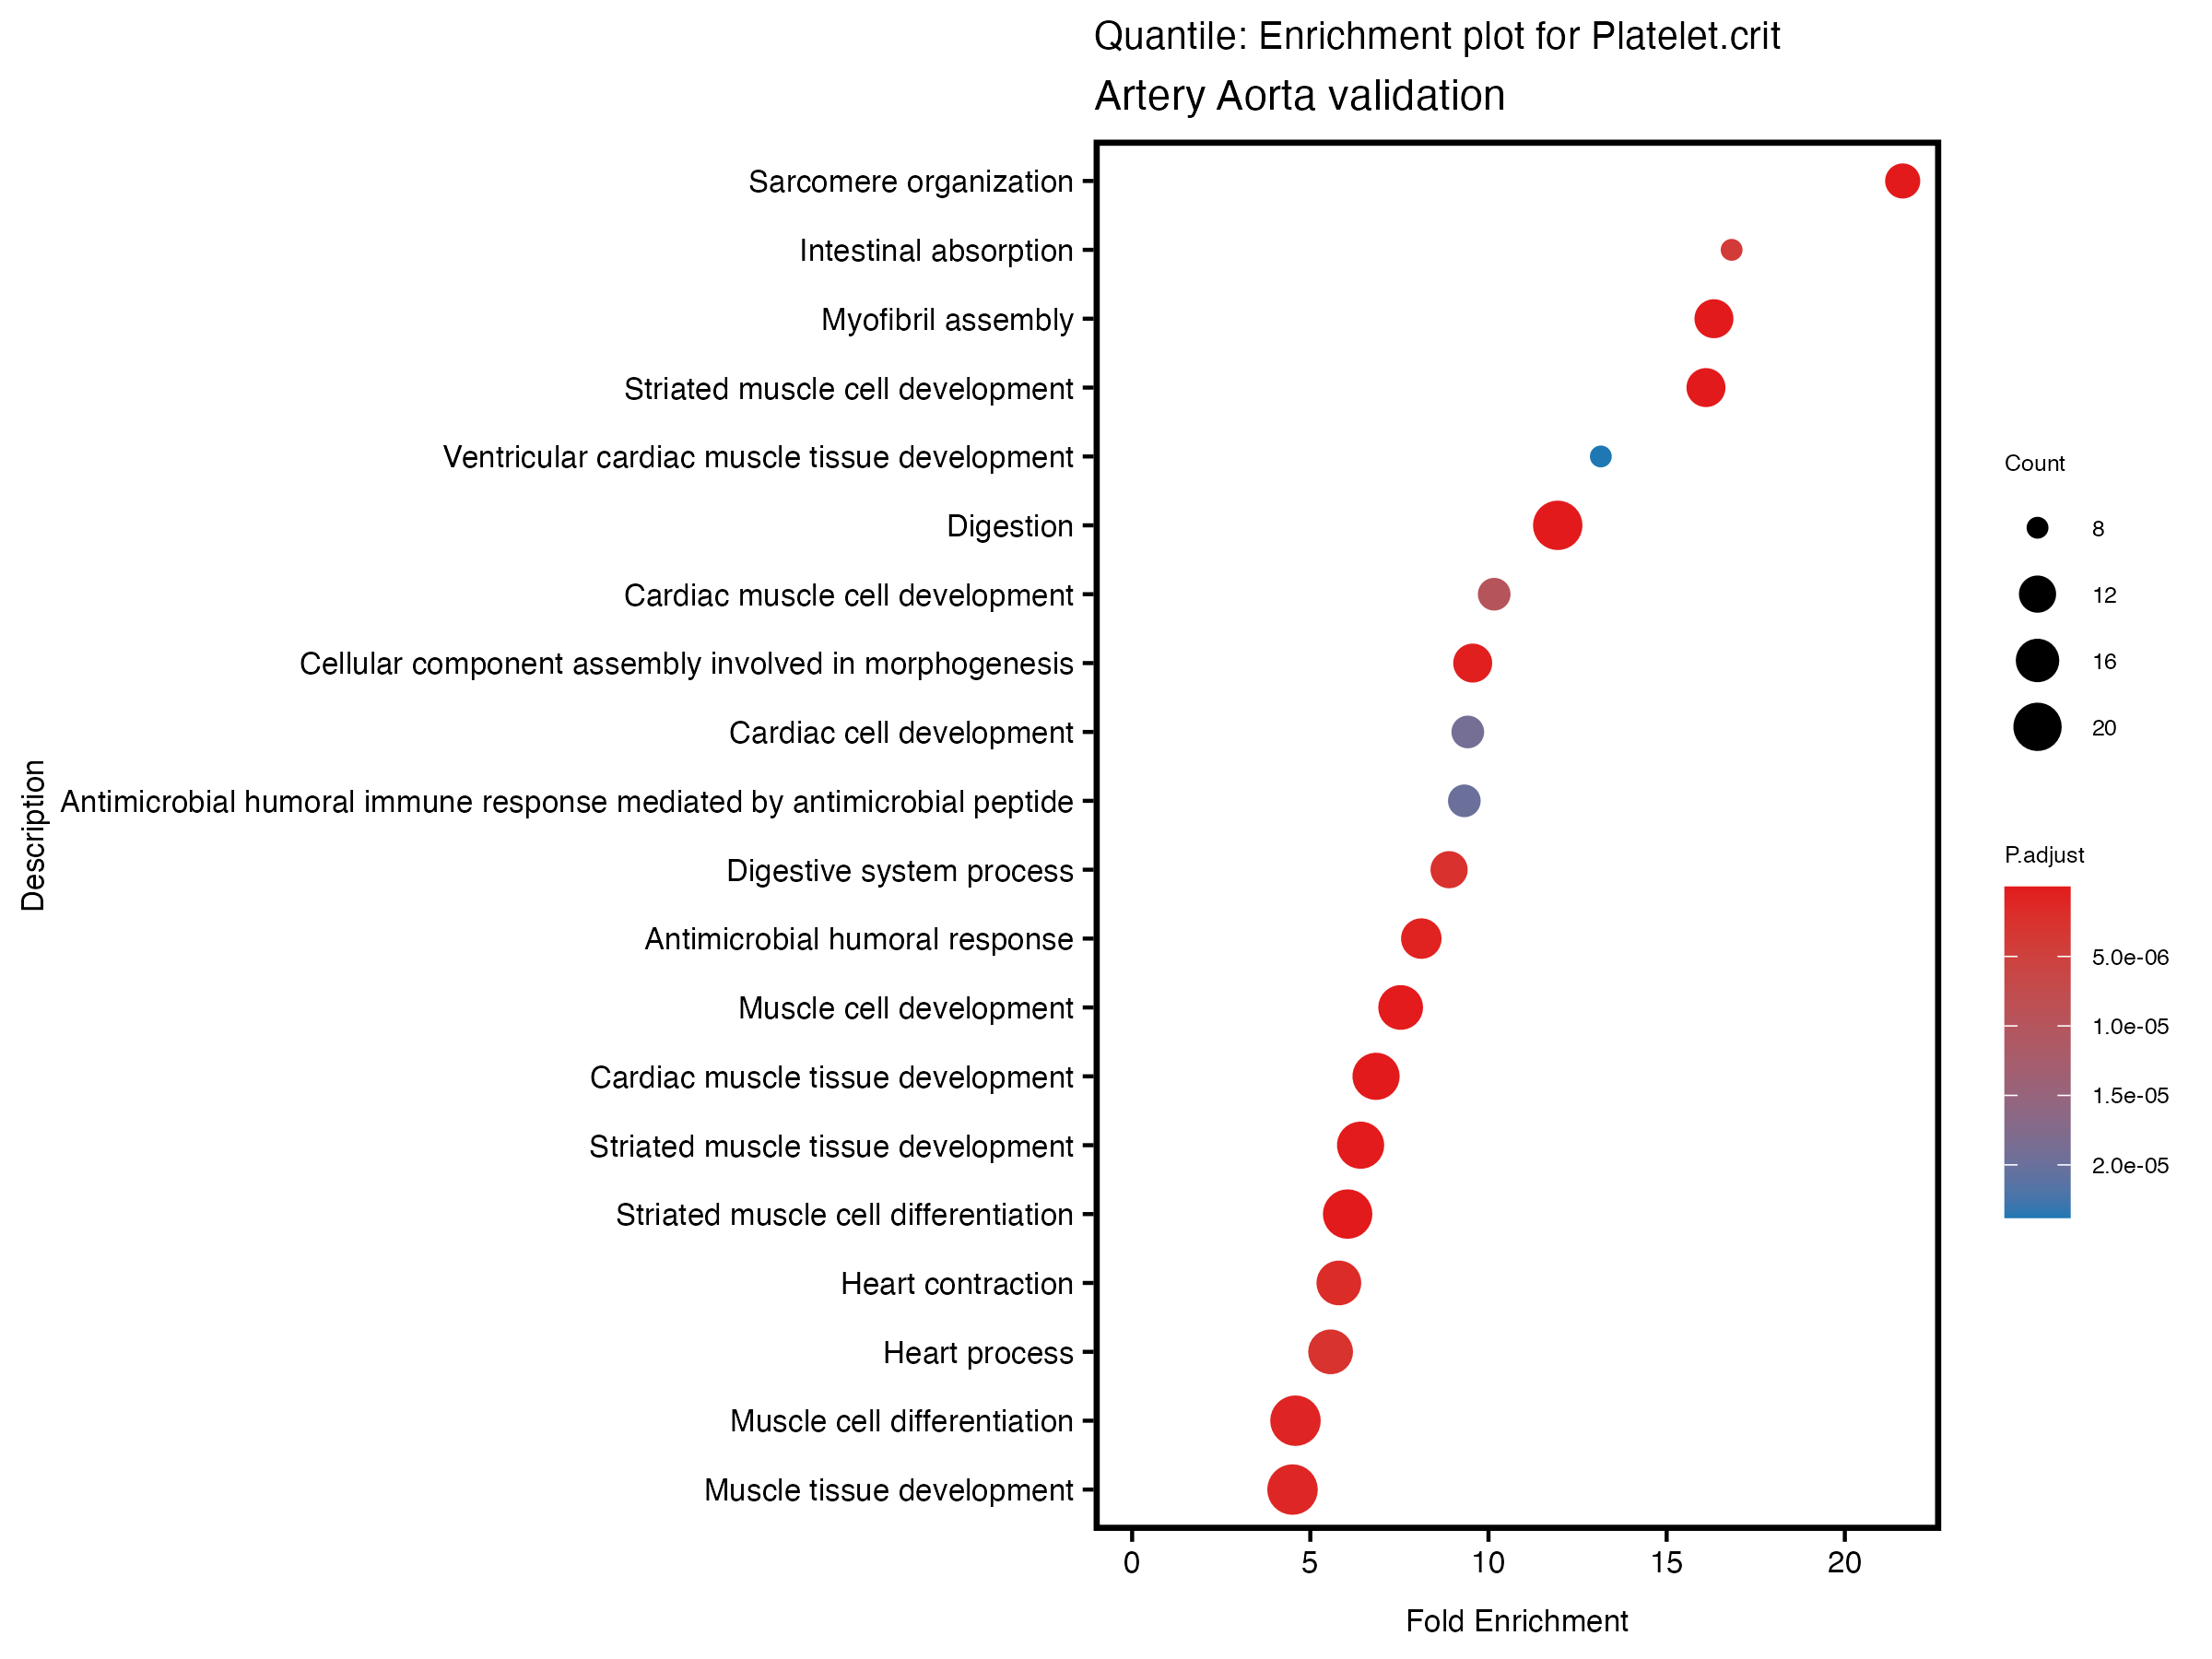 Quantile: Enrichment plot for Platelet.crit
Artery Aorta validation
Description
Sarcomere organization
Intestinal absorption
Myofibril assembly
Striated muscle cell development
Ventricular cardiac muscle tissue development
Digestion
Cardiac muscle cell development
Cellular component assembly involved in morphogenesis
Cardiac cell development
Antimicrobial humoral immune response mediated by antimicrobial peptide
Digestive system process
Antimicrobial humoral response
Muscle cell development
Cardiac muscle tissue development
Striated muscle tissue development
Striated muscle cell differentiation
Heart contraction
Heart process
Muscle cell differentiation
Muscle tissue development
0 5 10 15 20
Fold Enrichment
Count
8
12
16
20
P.adjust
5.0e-06
1.0e-05
1.5e-05
2.0e-05